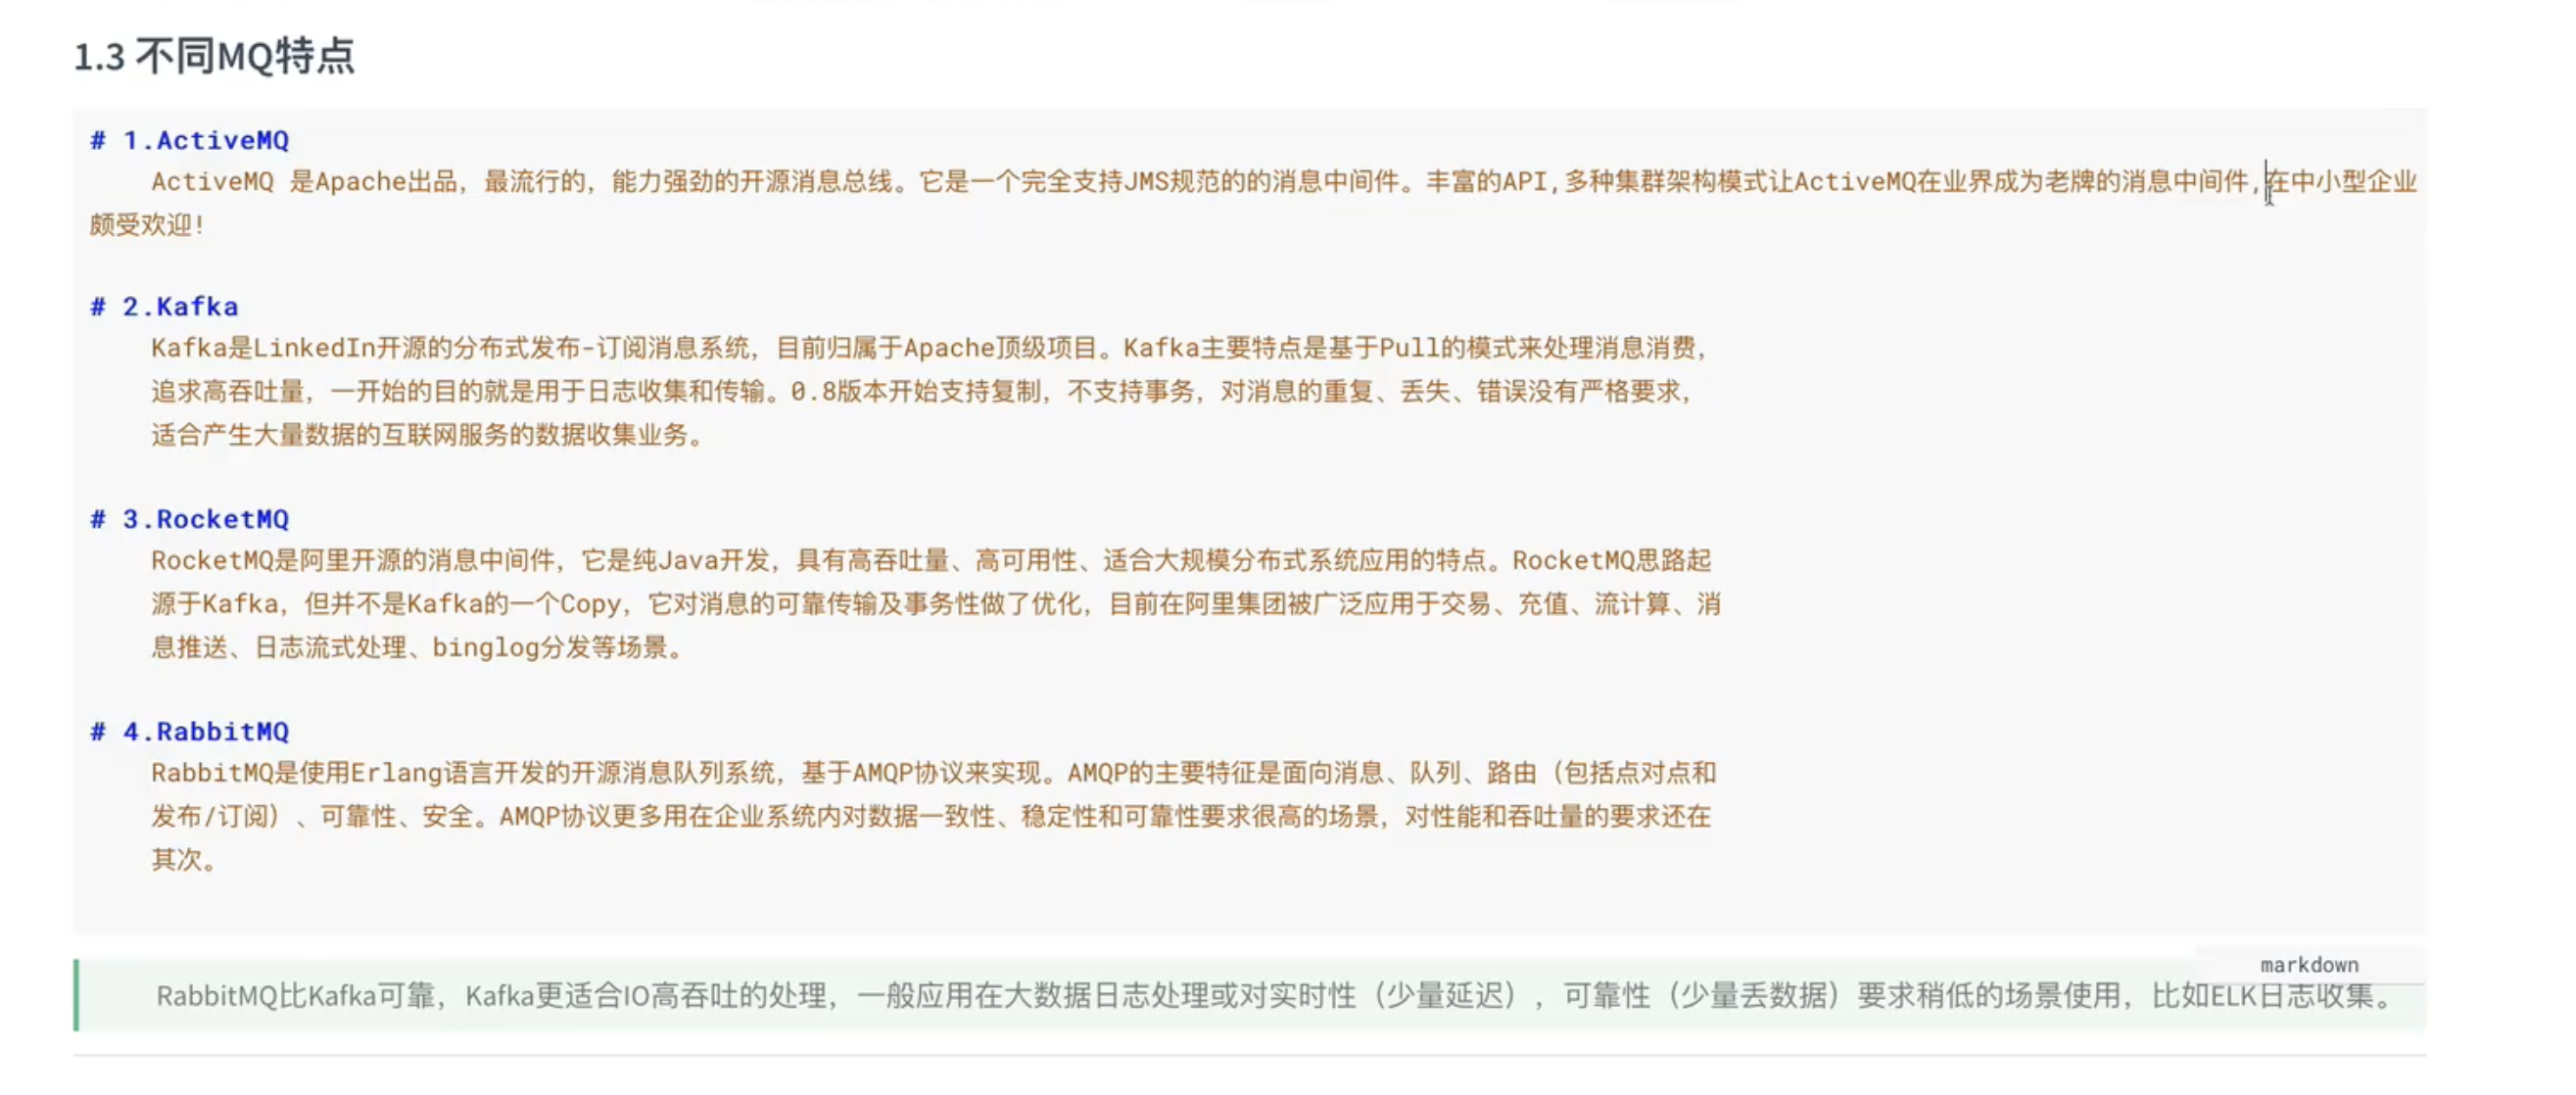 1.3 不同MQ特点
# 1.ActiveMQ
ActiveMQ 是Apache出品，最流行的，能力强劲的开源消息总线。它是一个完全支持JMS规范的的消息中间件。丰富的API,多种集群架构模式让ActiveMQ在业界成为老牌的消息中间件,在中小型企业
颇受欢迎!
# 2.Kafka
Kafka是LinkedIn开源的分布式发布-订阅消息系统，目前归属于Apache顶级项目。Kafka主要特点是基于Pull的模式来处理消息消费，
追求高吞吐量，一开始的目的就是用于日志收集和传输。0.8版本开始支持复制，不支持事务，对消息的重复、丢失、错误没有严格要求，
适合产生大量数据的互联网服务的数据收集业务。
# 3.RocketMQ
RocketMQ是阿里开源的消息中间件，它是纯Java开发，具有高吞吐量、高可用性、适合大规模分布式系统应用的特点。RocketMQ思路起
源于Kafka，但并不是Kafka的一个Copy，它对消息的可靠传输及事务性做了优化，目前在阿里集团被广泛应用于交易、充值、流计算、消
息推送、日志流式处理、binglog分发等场景。
# 4.RabbitMQ
RabbitMQ是使用Erlang语言开发的开源消息队列系统，基于AMQP协议来实现。AMQP的主要特征是面向消息、队列、路由（包括点对点和
发布/订阅）、可靠性、安全。AMQP协议更多用在企业系统内对数据一致性、稳定性和可靠性要求很高的场景，对性能和吞吐量的要求还在
其次。
markdown
RabbitMQ比Kafka可靠，Kafka更适合IO高吞吐的处理，一般应用在大数据日志处理或对实时性（少量延迟），可靠性（少量丢数据）要求稍低的场景使用，比如ELK日志收集。